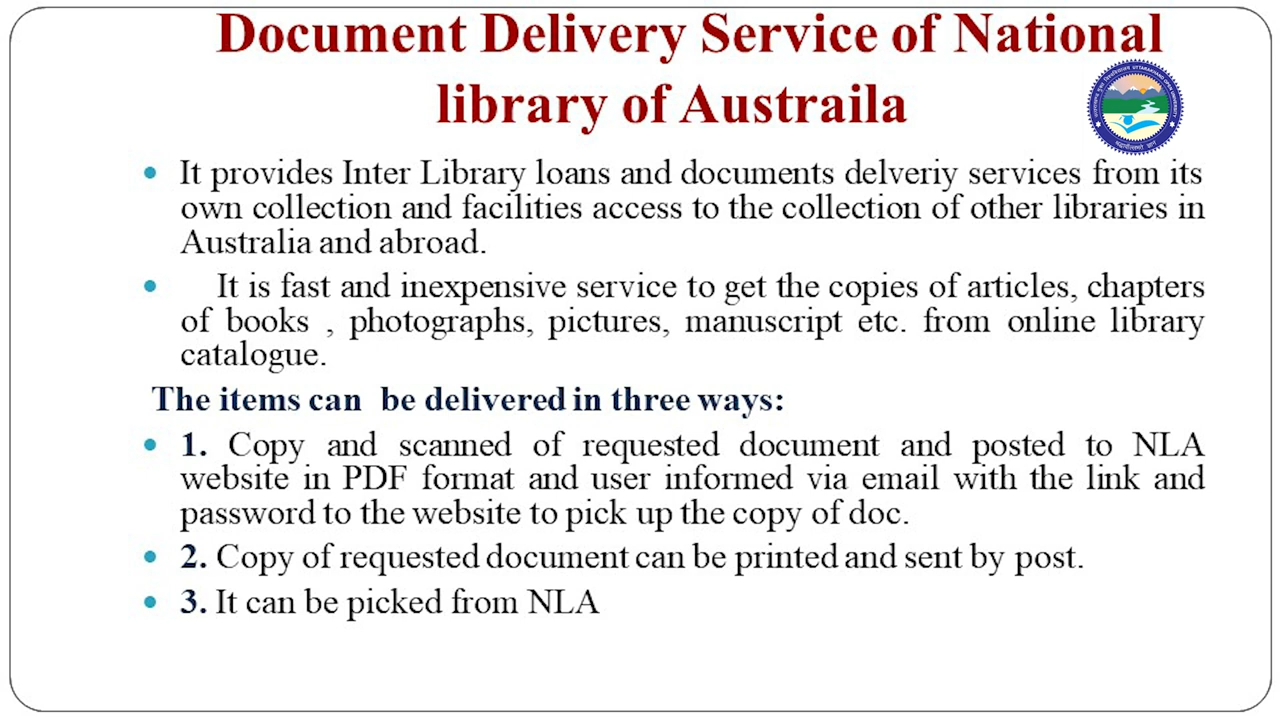 Document Delivery Service of National
library of Austraila
• It provides Inter Library loans and documents delveriy services from its
own collection and facilities access to the collection of other libraries in
Australia and abroad.
• It is fast and inexpensive service to get the copies of articles, chapters
of books , photographs, pictures, manuscript etc. from online library
catalogue.
The items can be delivered in three ways:
• 1. Copy and scanned of requested document and posted to NLA
website in PDF format and user informed via email with the link and
password to the website to pick up the copy of doc.
• 2. Copy of requested document can be printed and sent by post.
• 3. It can be picked from NLA